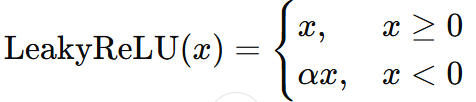 LeakyReLU(x) = { x, x ≥ 0
αx, x < 0